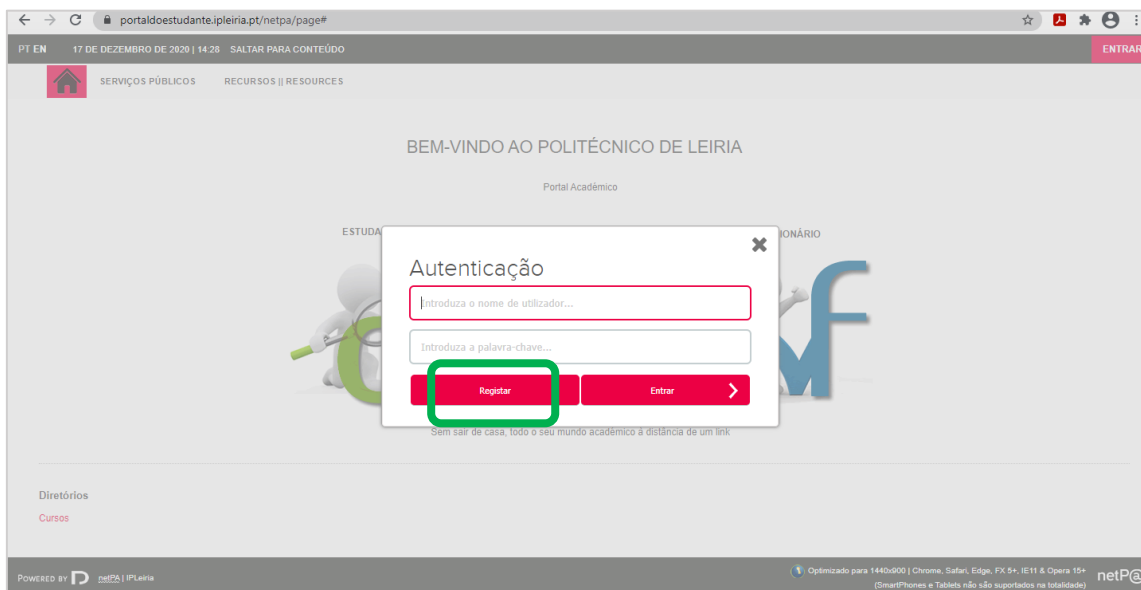 portaldoestudante.ipleiria.pt/netpa/page#
PT EN 17 DE DEZEMBRO DE 2020 | 14:28 SALTAR PARA CONTEÚDO ENTRAR
SERVIÇOS PÚBLICOS RECURSOS || RESOURCES
BEM-VINDO AO POLITÉCNICO DE LEIRIA
Portal Académico
ESTUDA IONÁRIO
Autenticação
Introduza o nome de utilizador...
Introduza a palavra-chave...
Registar Entrar
Sem sair de casa, todo o seu mundo académico à distância de um link
Diretórios
Cursos
POWERED BY netPA | IPLeiria
Optimizado para 1440x900 | Chrome, Safari, Edge, FX 5+, IE11 & Opera 15+
(SmartPhones e Tablets não são suportados na totalidade)
netP@